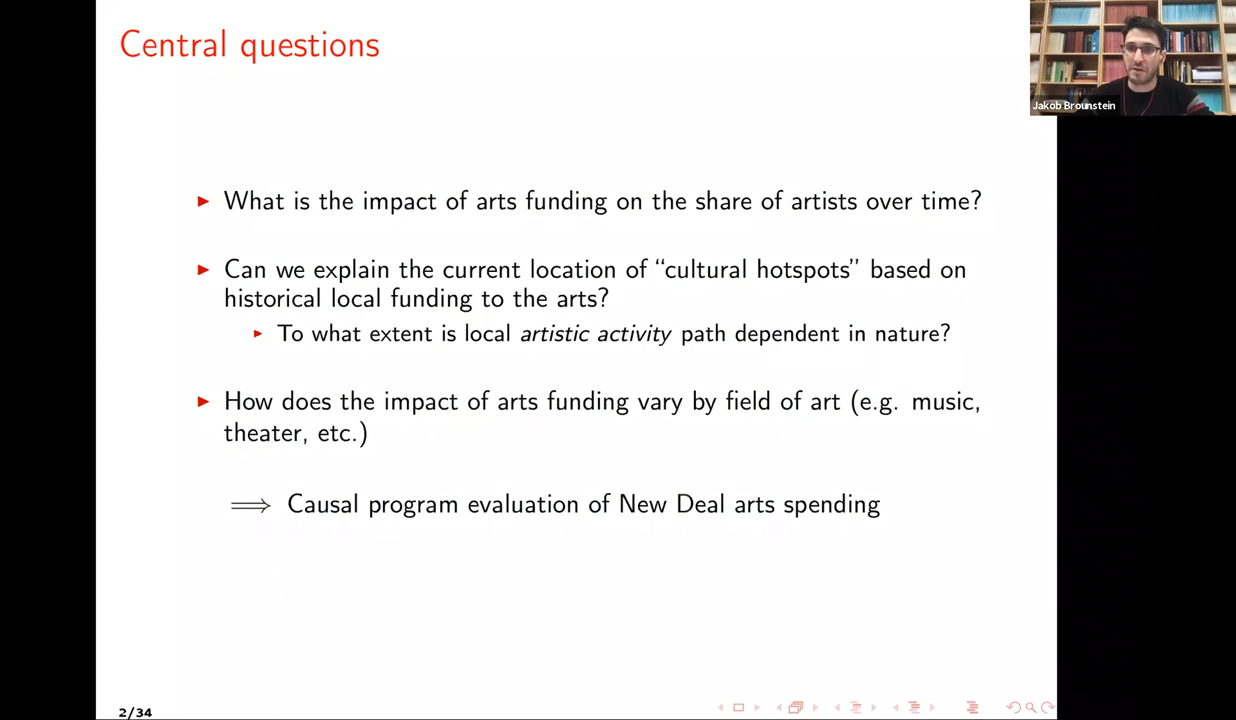 Central questions
Jakob Brounstein
What is the impact of arts funding on the share of artists over time?
Can we explain the current location of “cultural hotspots” based on
historical local funding to the arts?
To what extent is local artistic activity path dependent in nature?
How does the impact of arts funding vary by field of art (e.g. music,
theater, etc.)
⟹ Causal program evaluation of New Deal arts spending
2/34